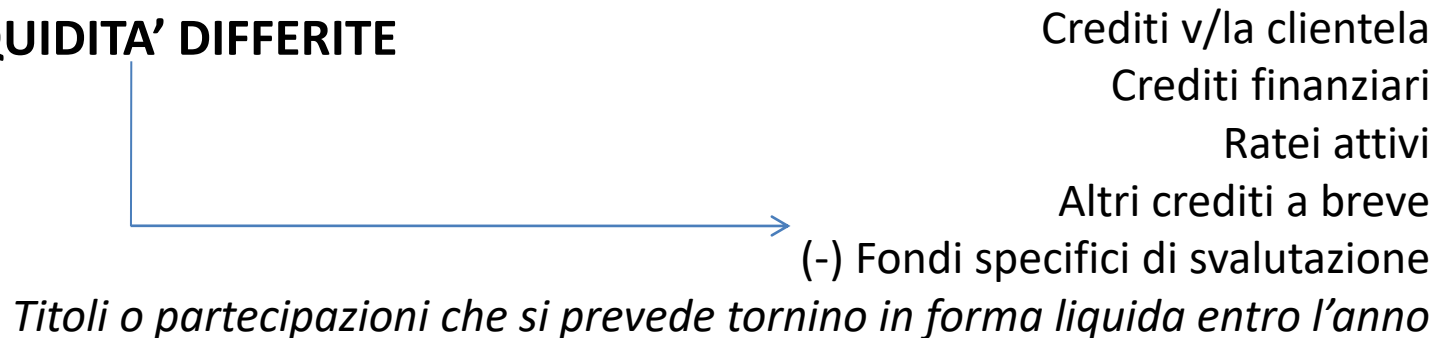 QUIDITA’ DIFFERITE
Crediti v/la clientela
Crediti finanziari
Ratei attivi
Altri crediti a breve
(-) Fondi specifici di svalutazione
Titoli o partecipazioni che si prevede tornino in forma liquida entro l’anno